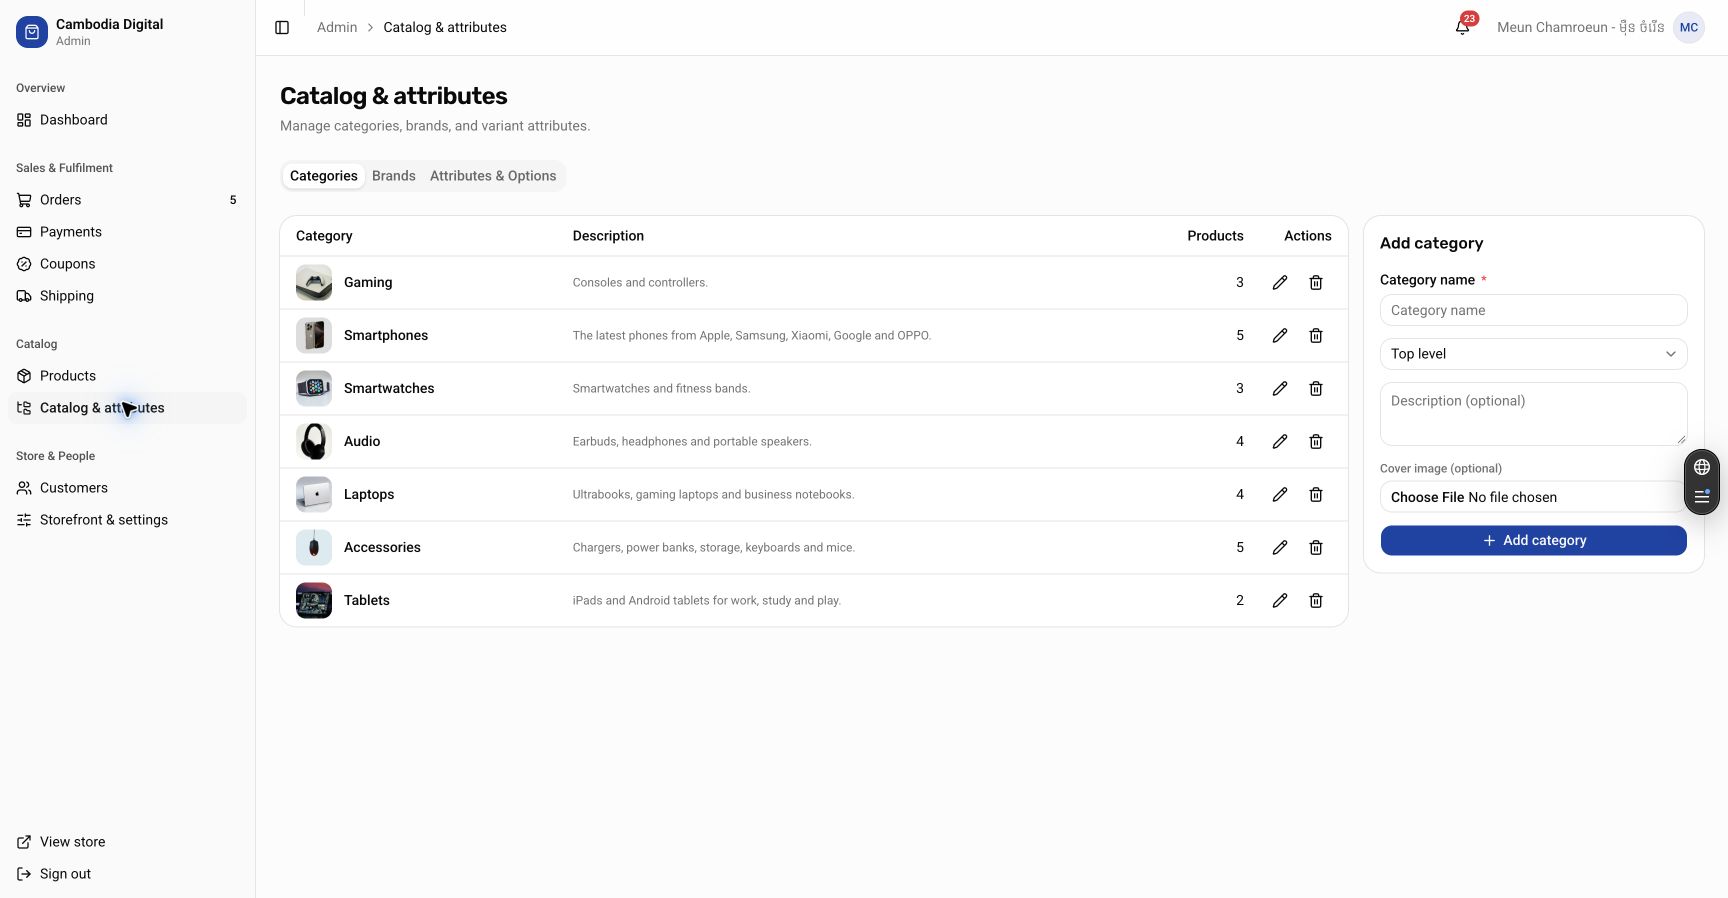 Cambodia Digital
Admin
Overview
Dashboard
Sales & Fulfilment
Orders 5
Payments
Coupons
Shipping
Catalog
Products
Catalog & attributes
Store & People
Customers
Storefront & settings
View store
Sign out
Admin > Catalog & attributes
23
Meun Chamroeun - ម៉ឺន ចំរើន MC
Catalog & attributes
Manage categories, brands, and variant attributes.
Categories Brands Attributes & Options
Category Description Products Actions
Gaming Consoles and controllers. 3
Smartphones The latest phones from Apple, Samsung, Xiaomi, Google and OPPO. 5
Smartwatches Smartwatches and fitness bands. 3
Audio Earbuds, headphones and portable speakers. 4
Laptops Ultrabooks, gaming laptops and business notebooks. 4
Accessories Chargers, power banks, storage, keyboards and mice. 5
Tablets iPads and Android tablets for work, study and play. 2
Add category
Category name *
Category name
Top level
Description (optional)
Cover image (optional)
Choose File No file chosen
+ Add category